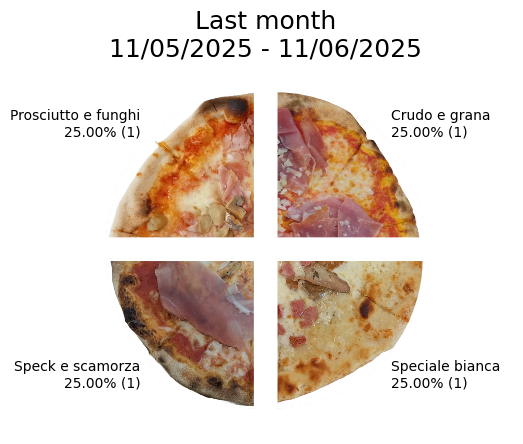 Last month
11/05/2025 - 11/06/2025
Prosciutto e funghi
25.00% (1)
Crudo e grana
25.00% (1)
Speck e scamorza
25.00% (1)
Speciale bianca
25.00% (1)